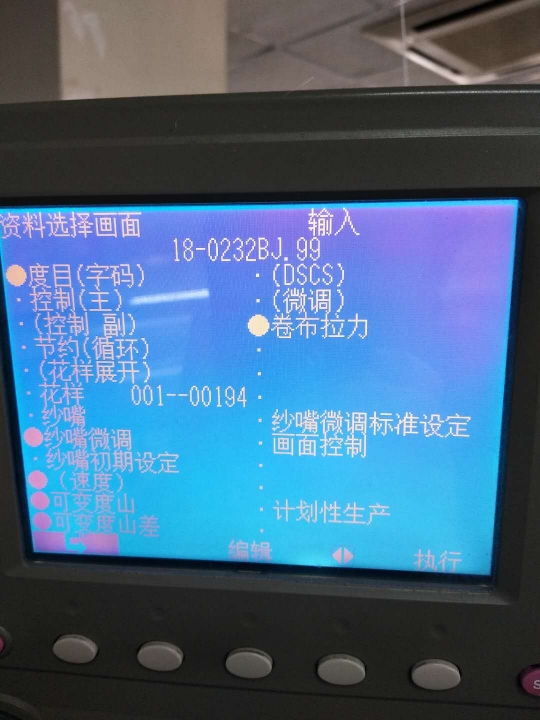 资料选择画面 输入
18-0232BJ.99
度目(字码) (DSCS)
控制(主) (微调)
(控制 副) 卷布拉力
节约(循环)
(花样展开)
花样 001--00194
纱嘴 纱嘴微调标准设定
纱嘴微调 画面控制
纱嘴初期设定
(速度)
可变度山 计划性生产
可变度山差
编辑 执行
S